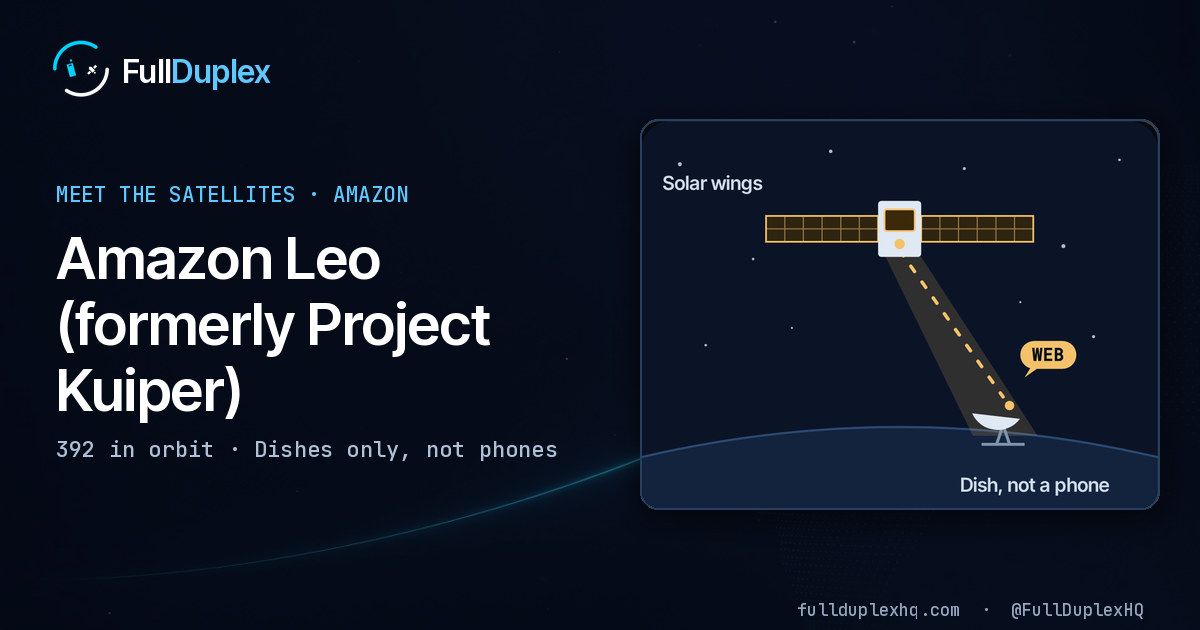 FullDuplex
MEET THE SATELLITES · AMAZON
Amazon Leo
(formerly Project
Kuiper)
392 in orbit · Dishes only, not phones
Solar wings
WEB
Dish, not a phone
fullduplexhq.com · @FullDuplexHQ